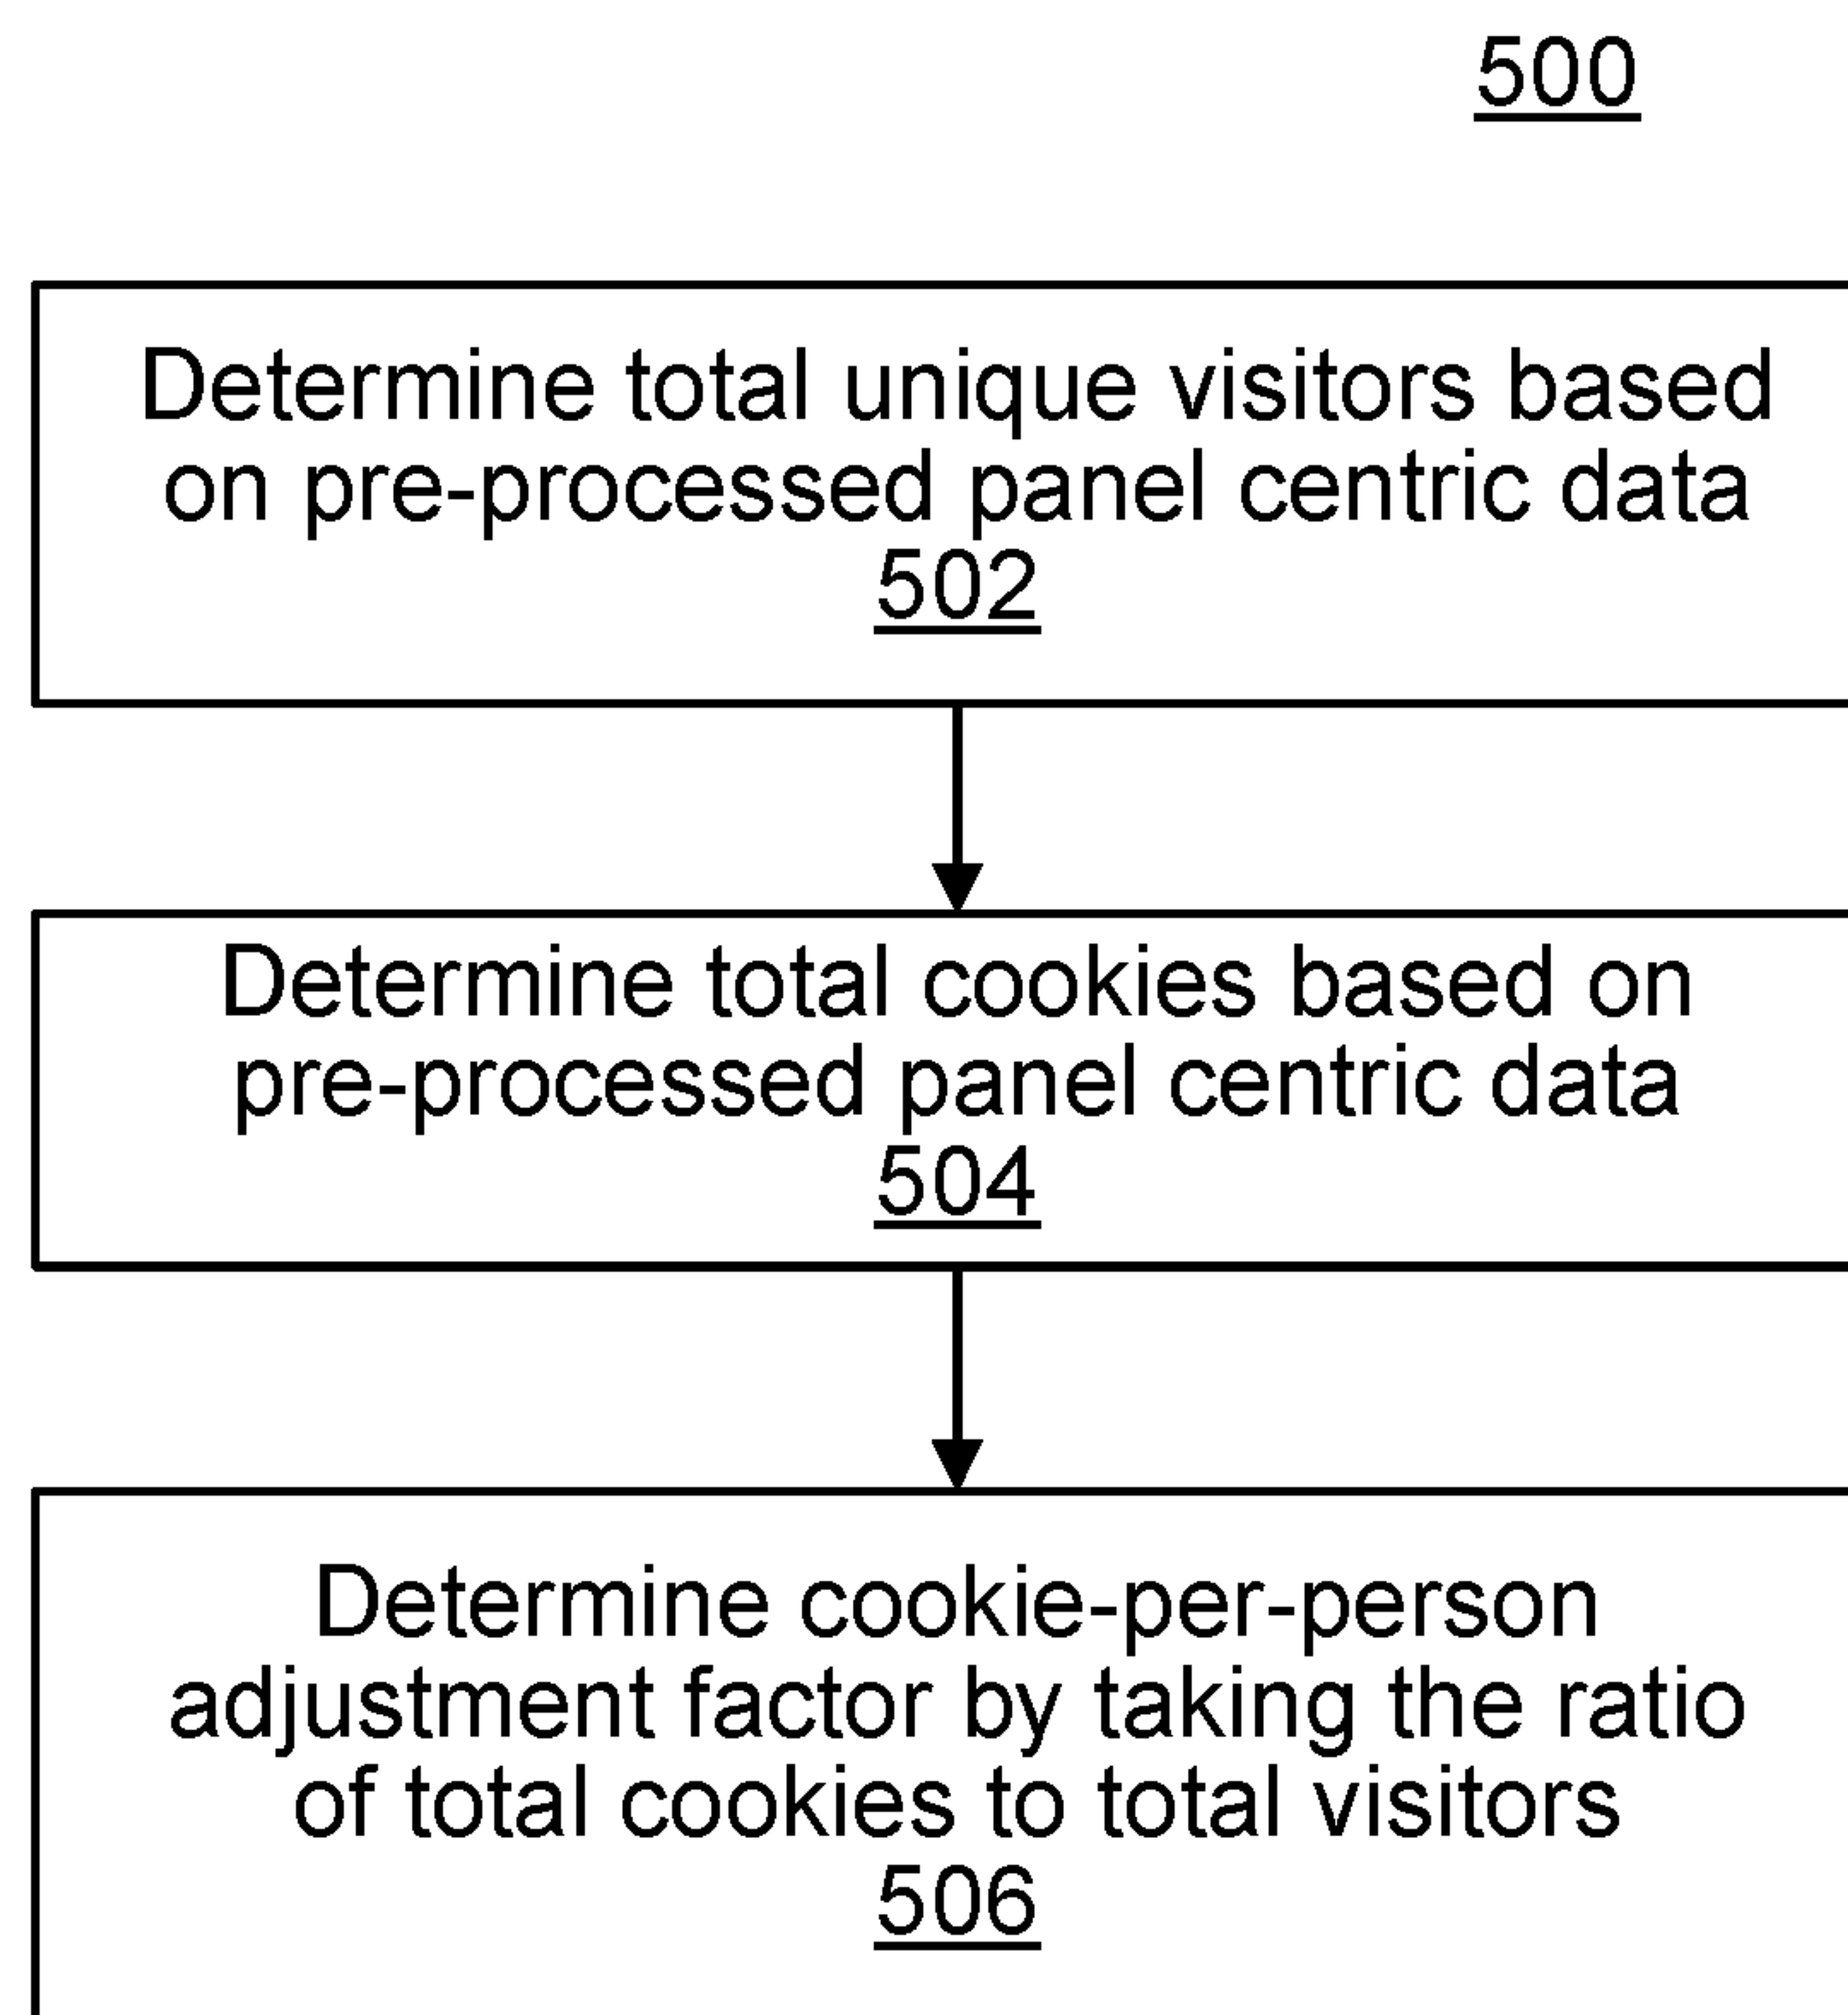 500
Determine total unique visitors based
on pre-processed panel centric data
502
Determine total cookies based on
pre-processed panel centric data
504
Determine cookie-per-person
adjustment factor by taking the ratio
of total cookies to total visitors
506